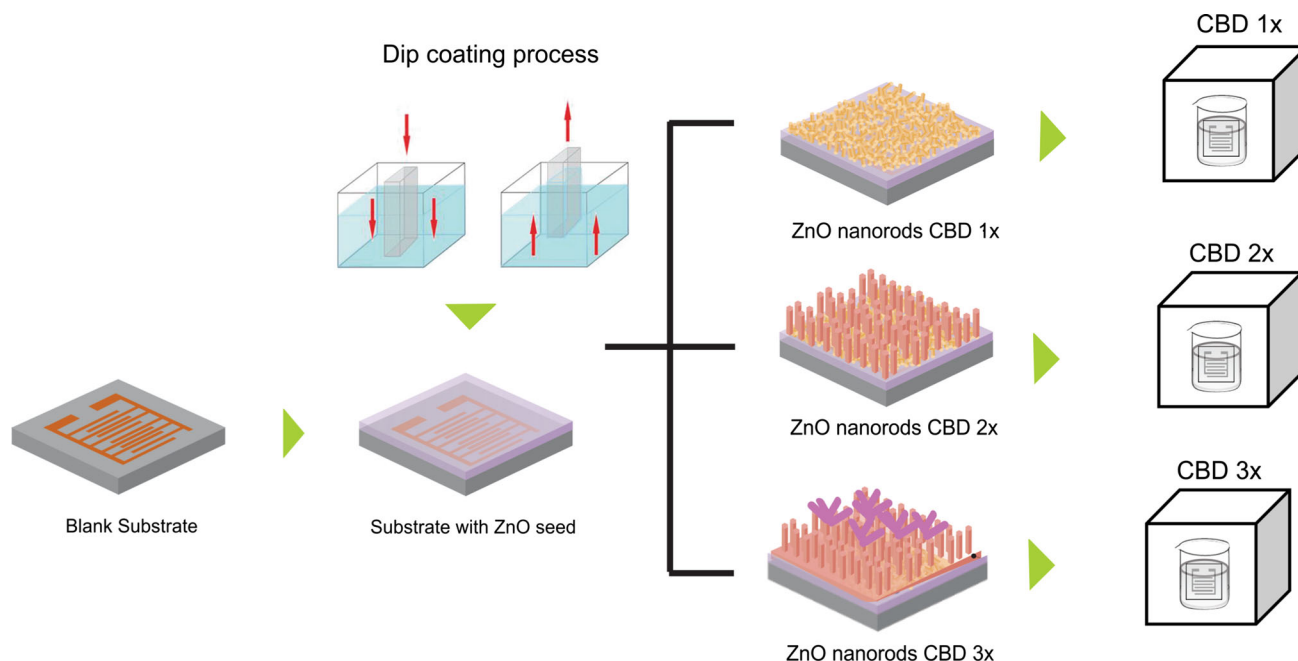 Dip coating process
Blank Substrate
Substrate with ZnO seed
ZnO nanorods CBD 1x
CBD 1x
ZnO nanorods CBD 2x
CBD 2x
ZnO nanorods CBD 3x
CBD 3x